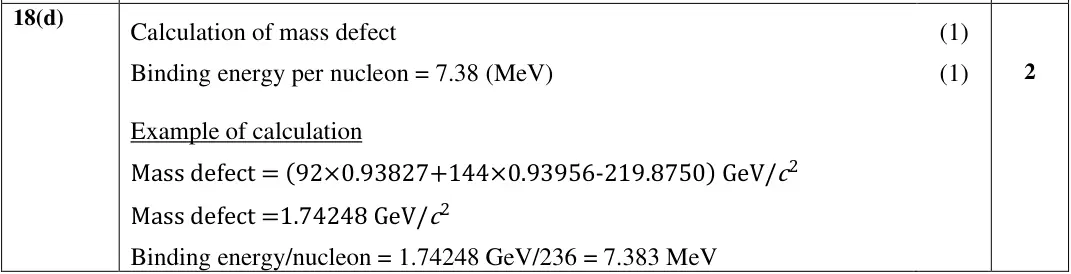 18(d)
Calculation of mass defect (1)
Binding energy per nucleon = 7.38 (MeV) (1) 2
Example of calculation
Mass defect = (92×0.93827+144×0.93956-219.8750) GeV/c²
Mass defect =1.74248 GeV/c²
Binding energy/nucleon = 1.74248 GeV/236 = 7.383 MeV